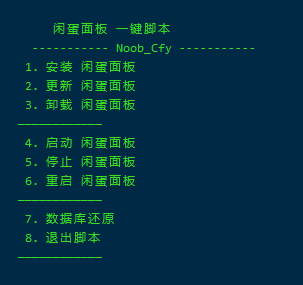 闲蛋面板 一键脚本
----------- Noob_Cfy -----------
1. 安装 闲蛋面板
2. 更新 闲蛋面板
3. 卸载 闲蛋面板
————————————
4. 启动 闲蛋面板
5. 停止 闲蛋面板
6. 重启 闲蛋面板
————————————
7. 数据库还原
8. 退出脚本
————————————